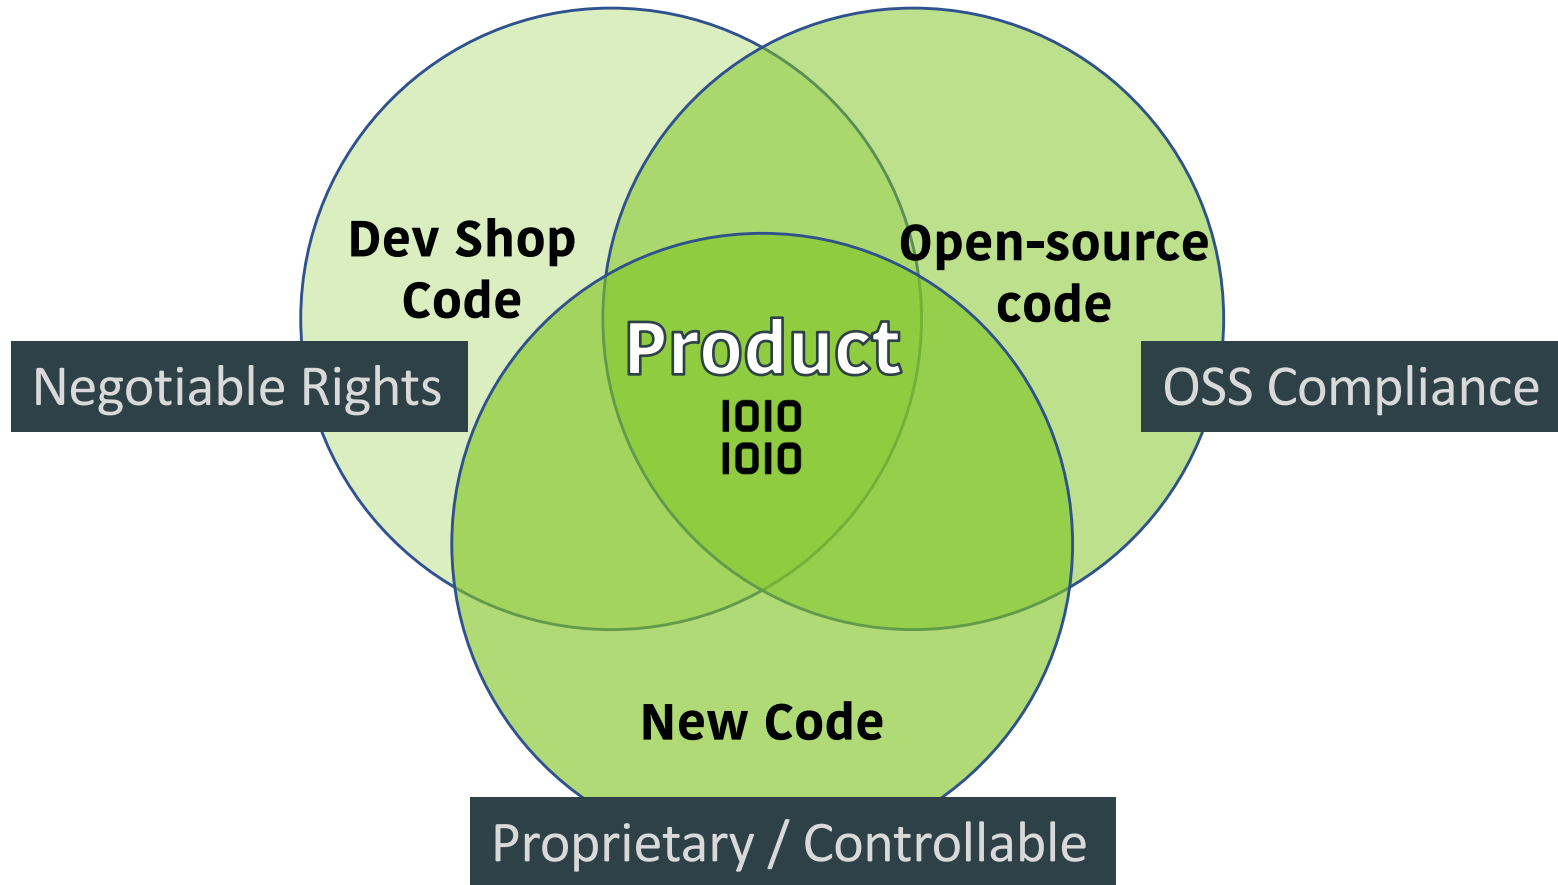 Dev Shop
Code
Open-source
code
Product
1010
1010
Negotiable Rights
OSS Compliance
New Code
Proprietary / Controllable